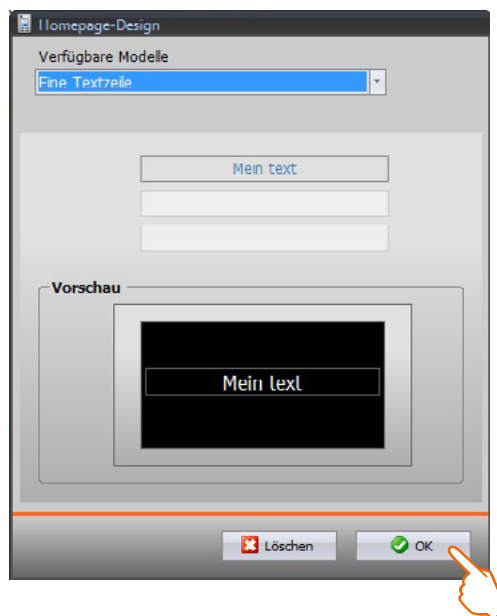 Homepage-Design
Verfügbare Modelle
Eine Textzeile
Mein text
Vorschau
Mein text
Löschen
OK